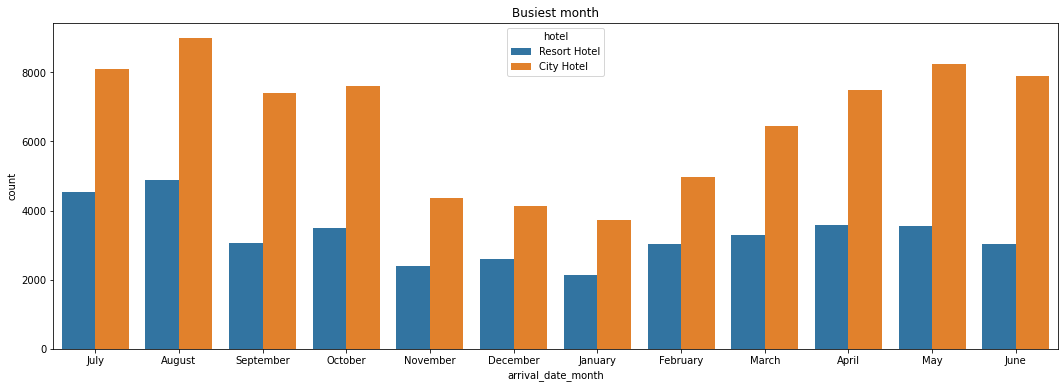 Busiest month
hotel
Resort Hotel
City Hotel
8000
6000
4000
2000
0
count
July August September October November December January February March April May June
arrival_date_month